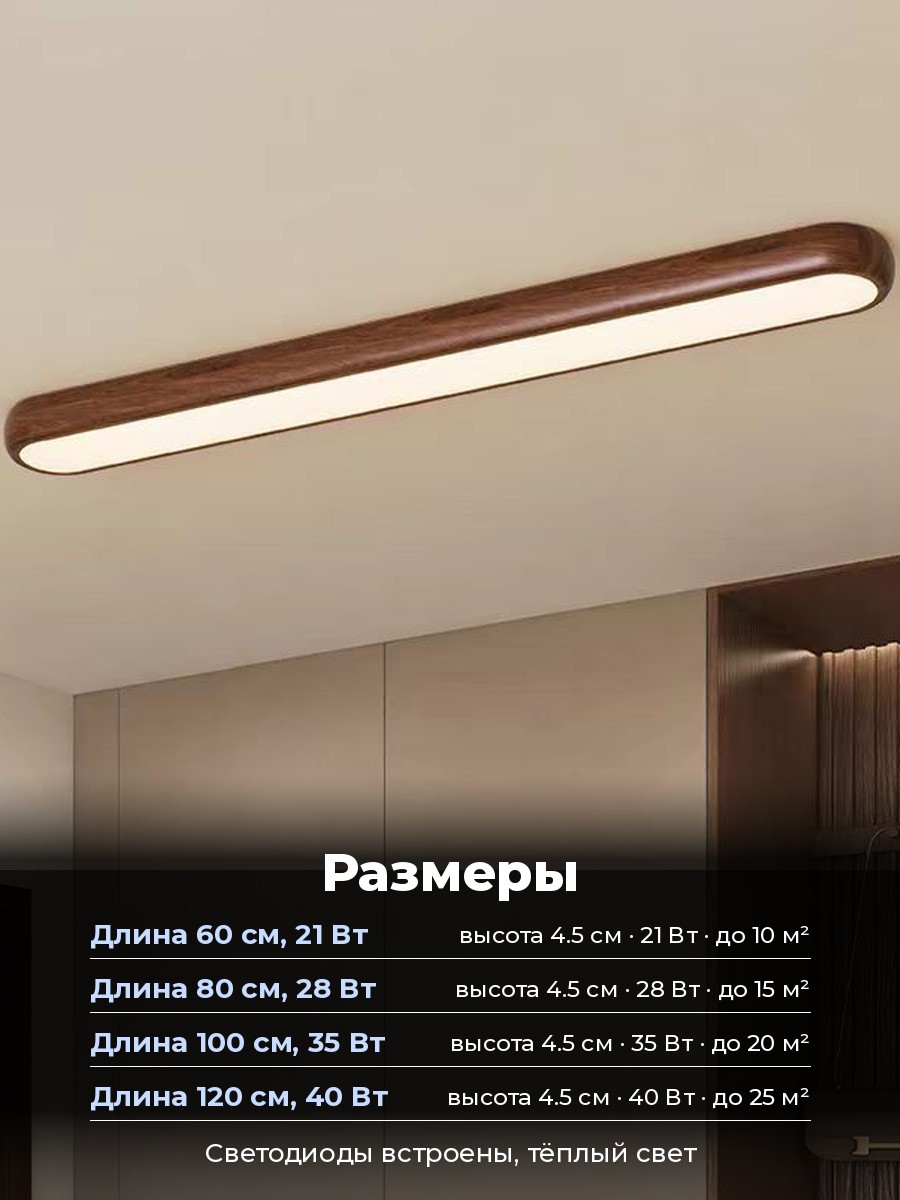 Размеры
Длина 60 см, 21 Вт высота 4.5 см · 21 Вт · до 10 м²
Длина 80 см, 28 Вт высота 4.5 см · 28 Вт · до 15 м²
Длина 100 см, 35 Вт высота 4.5 см · 35 Вт · до 20 м²
Длина 120 см, 40 Вт высота 4.5 см · 40 Вт · до 25 м²
Светодиоды встроены, тёплый свет